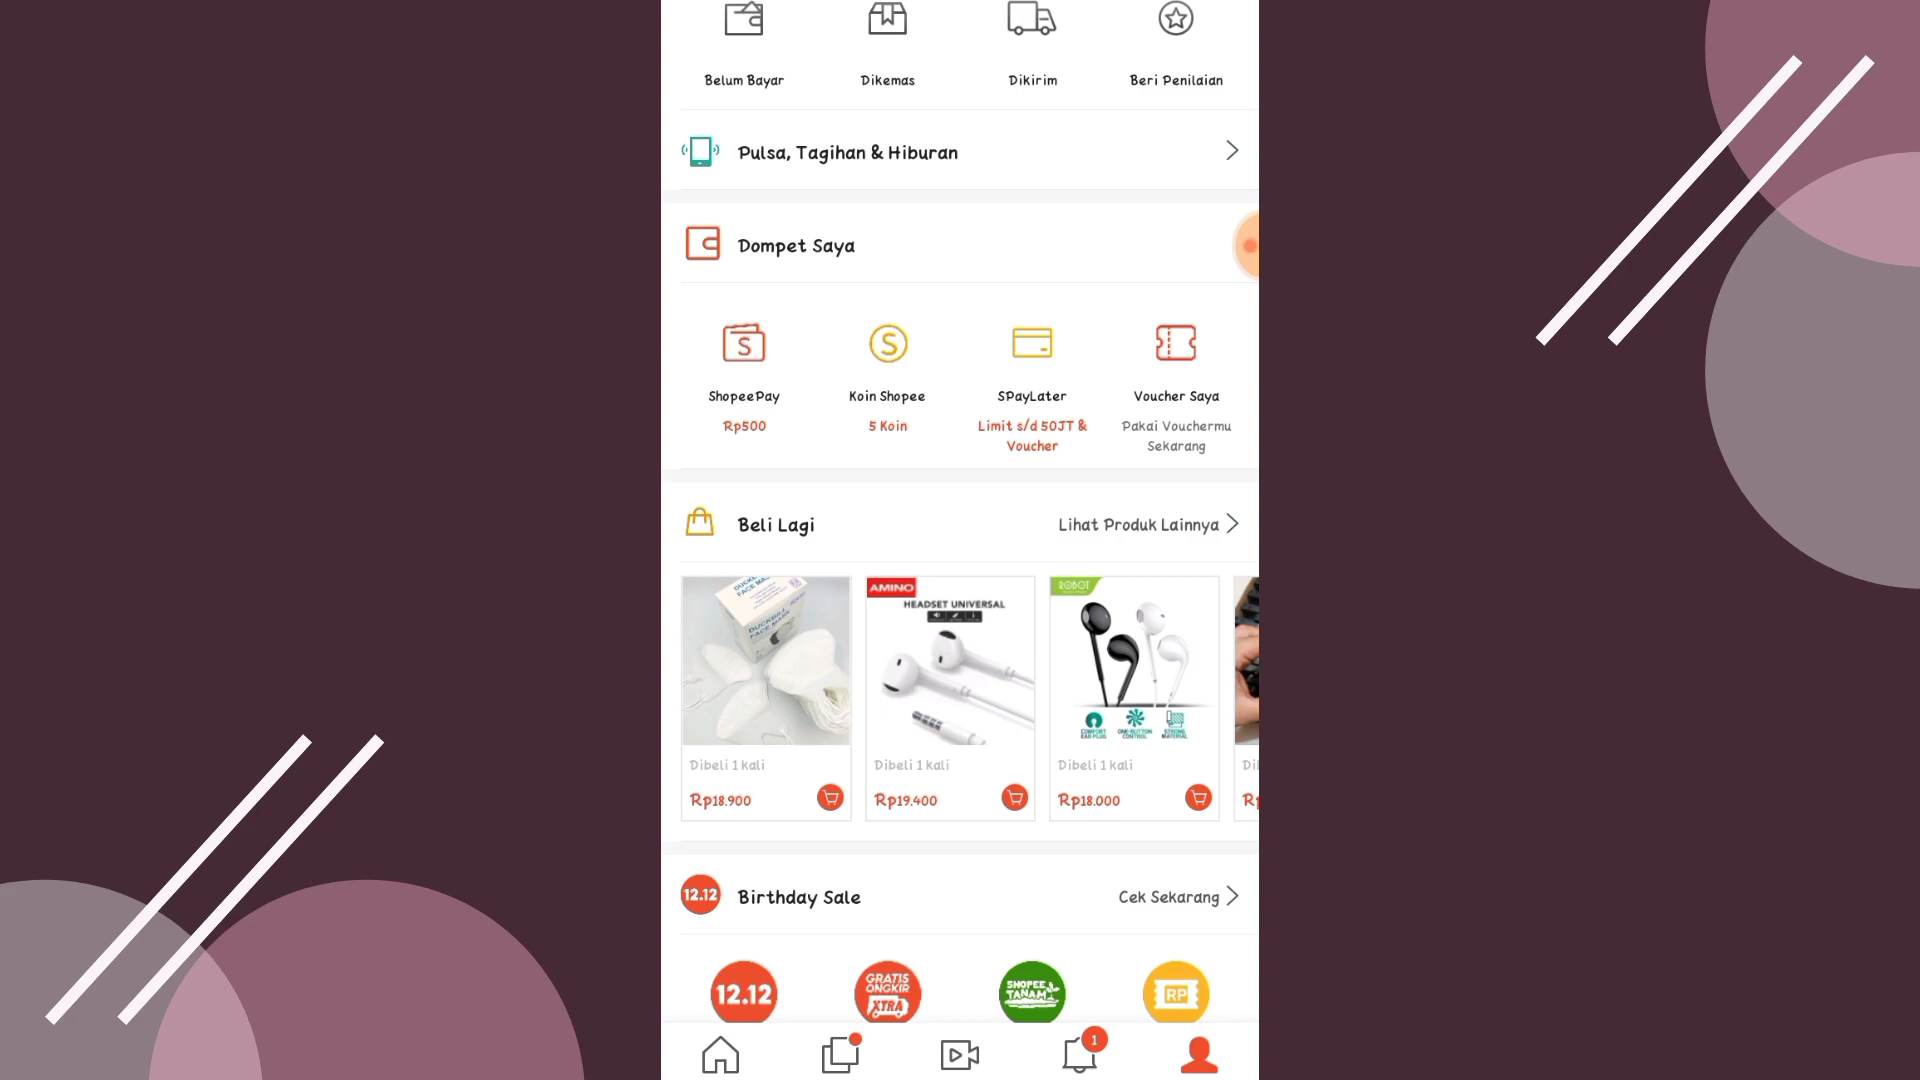 Belum Bayar
Dikemas
Dikirim
Beri Penilaian
Pulsa, Tagihan & Hiburan
Dompet Saya
ShopeePay
Koin Shopee
SPayLater
Voucher Saya
Rp500
5 Koin
Limit s/d 50JT &
Voucher
Pakai Vouchermu
Sekarang
Beli Lagi
Lihat Produk Lainnya
FACE MA
DUCKBILL
FACE MASK
AMINO
HEADSET UNIVERSAL
ROBOT
COMFORT
EAR PLUG
ONE-BUTTON
CONTROL
STRONG
MATERIAL
Dibeli 1 kali
Dibeli 1 kali
Dibeli 1 kali
Rp18.900
Rp19.400
Rp18.000
12.12
Birthday Sale
Cek Sekarang
12.12
GRATIS
ONGKIR
XTRA
SHOPEE
TANAM
RP
1